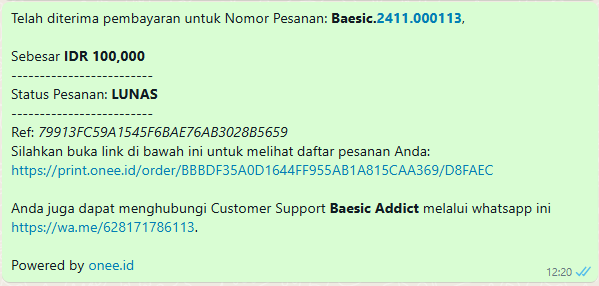 Telah diterima pembayaran untuk Nomor Pesanan: Baesic.2411.000113,
Sebesar IDR 100,000
-------------------------
Status Pesanan: LUNAS
-------------------------
Ref: 79913FC59A1545F6BAE76AB3028B5659
Silahkan buka link di bawah ini untuk melihat daftar pesanan Anda:
https://print.onee.id/order/BBBDF35A0D1644FF955AB1A815CAA369/D8FAEC
Anda juga dapat menghubungi Customer Support Baesic Addict melalui whatsapp ini
https://wa.me/628171786113.
Powered by onee.id
12:20